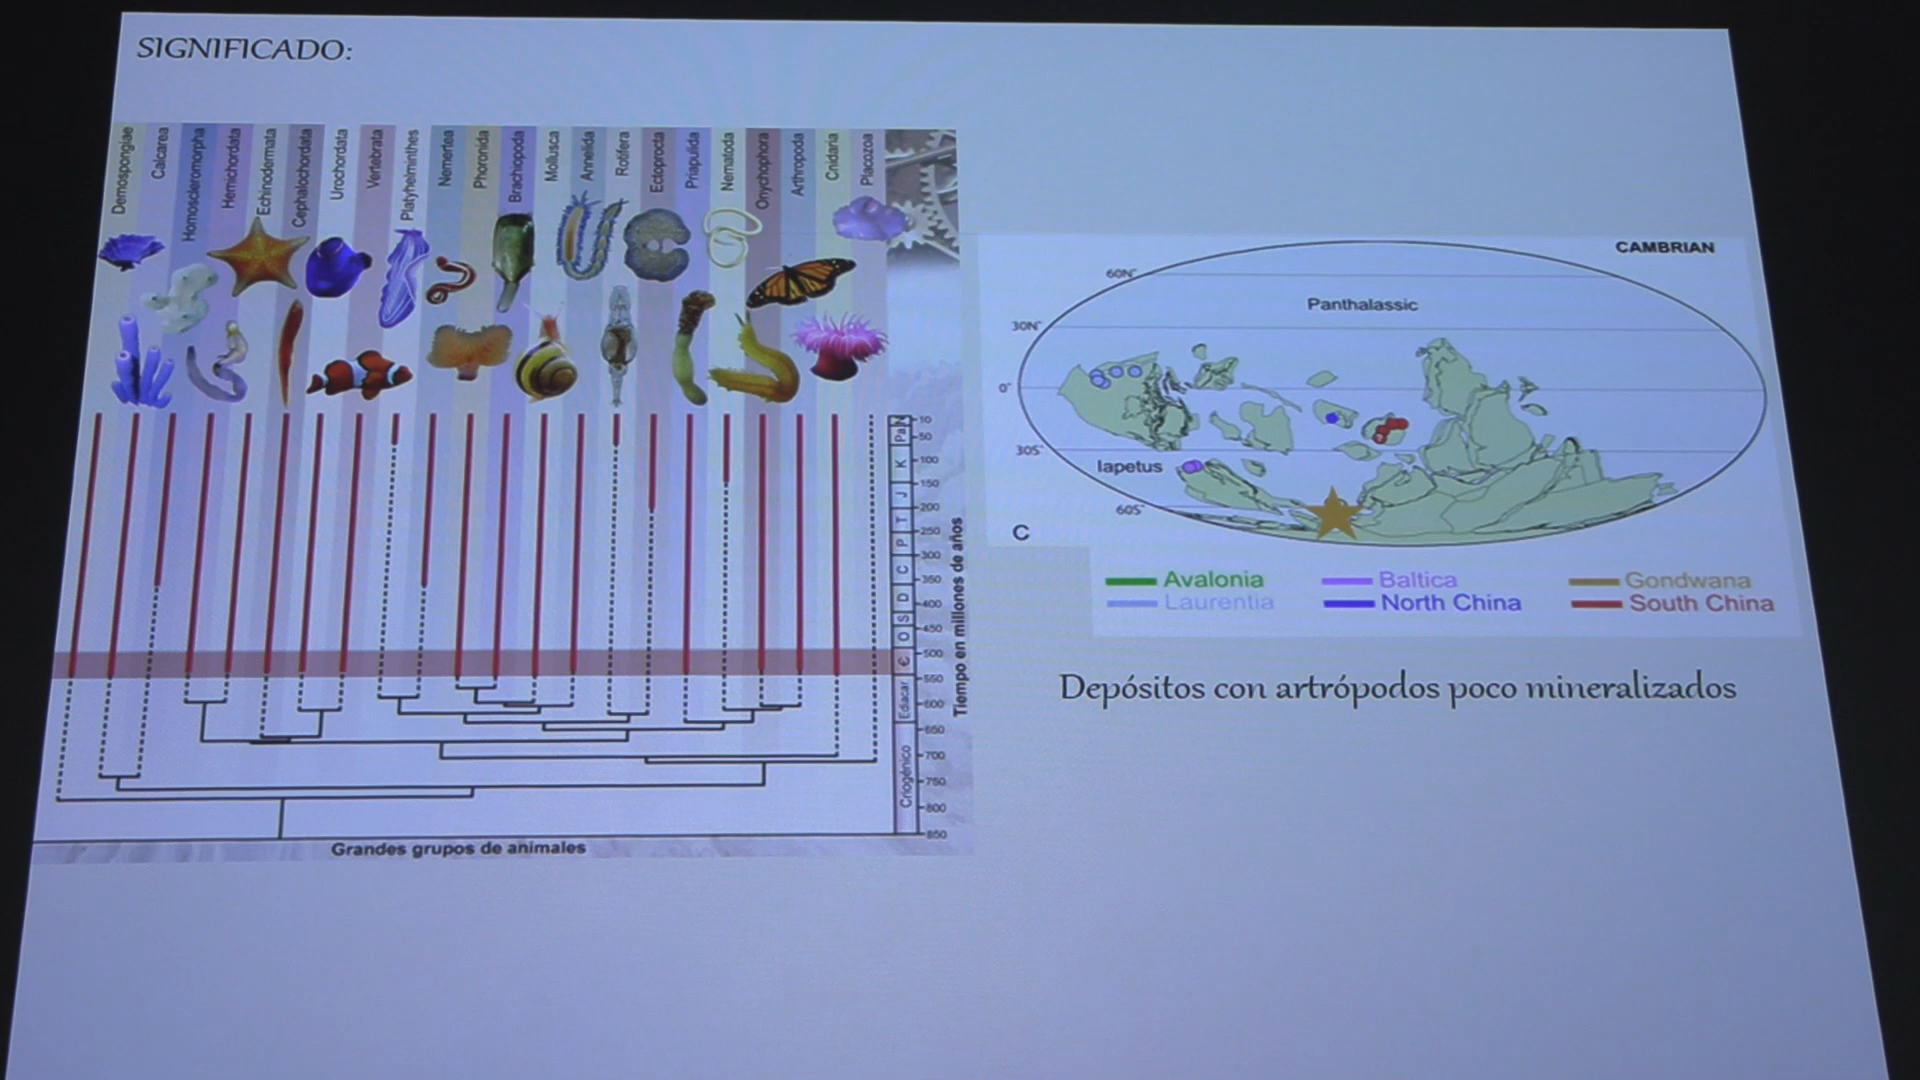 SIGNIFICADO:
Demospongiae
Calcarea
Homoscleromorpha
Hemichordata
Echinodermata
Cephalochordata
Urochordata
Vertebrata
Platyhelminthes
Nemertea
Phoronida
Brachiopoda
Mollusca
Annelida
Rotifera
Ectoprocta
Priapulida
Nematoda
Onychophora
Arthropoda
Cnidaria
Placozoa
N
Pal
K
J
T
P
C
D
S
O
Є
Ediacar
Criogénico
10
50
100
150
200
250
300
350
400
450
500
550
600
650
700
750
800
850
Tiempo en millones de años
Grandes grupos de animales
CAMBRIAN
60N°
Panthalassic
30N°
0°
30S°
Iapetus
60S°
C
Avalonia Baltica Gondwana
Laurentia North China South China
Depósitos con artrópodos poco mineralizados